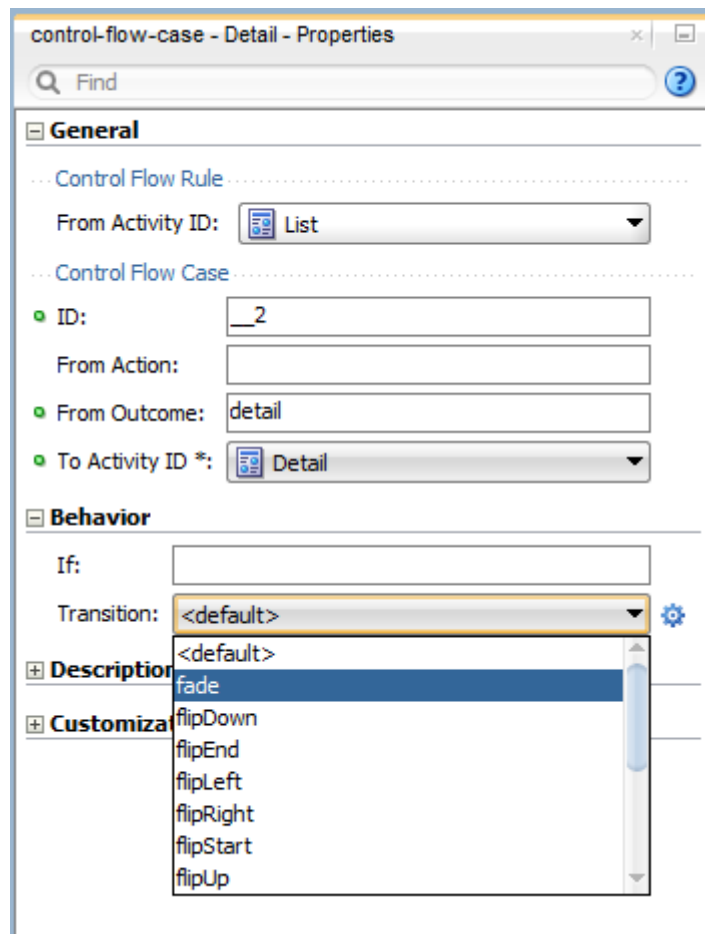 control-flow-case - Detail - Properties
Find
General
Control Flow Rule
From Activity ID: List
Control Flow Case
ID: __2
From Action:
From Outcome: detail
To Activity ID *: Detail
Behavior
If:
Transition: <default>
<default>
Description
fade
Customizat
flipDown
flipEnd
flipLeft
flipRight
flipStart
flipUp